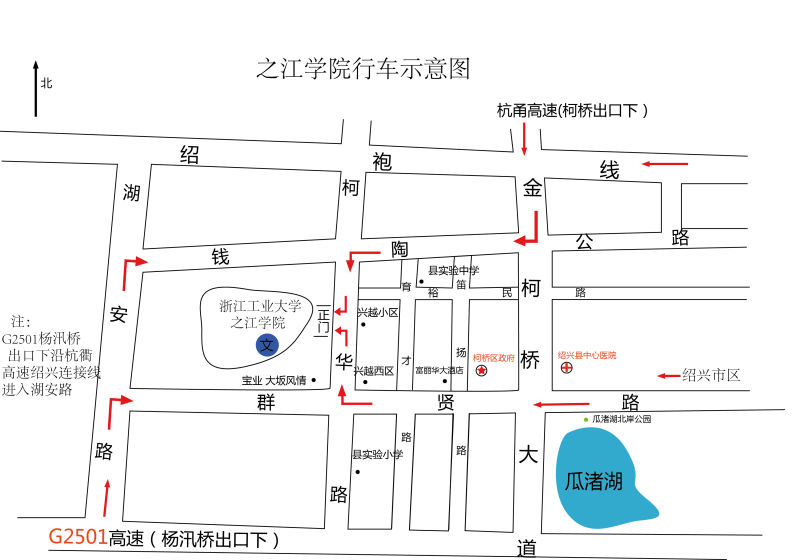 之江学院行车示意图
北
杭甬高速(柯桥出口下)
绍 袍 线
湖 安 路
柯 华 路
金 柯 桥 大 道
钱 陶 公 路
县实验中学
育 才 路
笛 扬 路
裕 民 路
浙江工业大学
之江学院
文
正门
兴越小区
兴越西区
富丽华大酒店
柯桥区政府
绍兴县中心医院
宝业 大坂风情
注:
G2501杨汛桥
出口下沿杭衢
高速绍兴连接线
进入湖安路
绍兴市区
群 贤 路
瓜渚湖北岸公园
县实验小学
瓜渚湖
G2501高速(杨汛桥出口下)